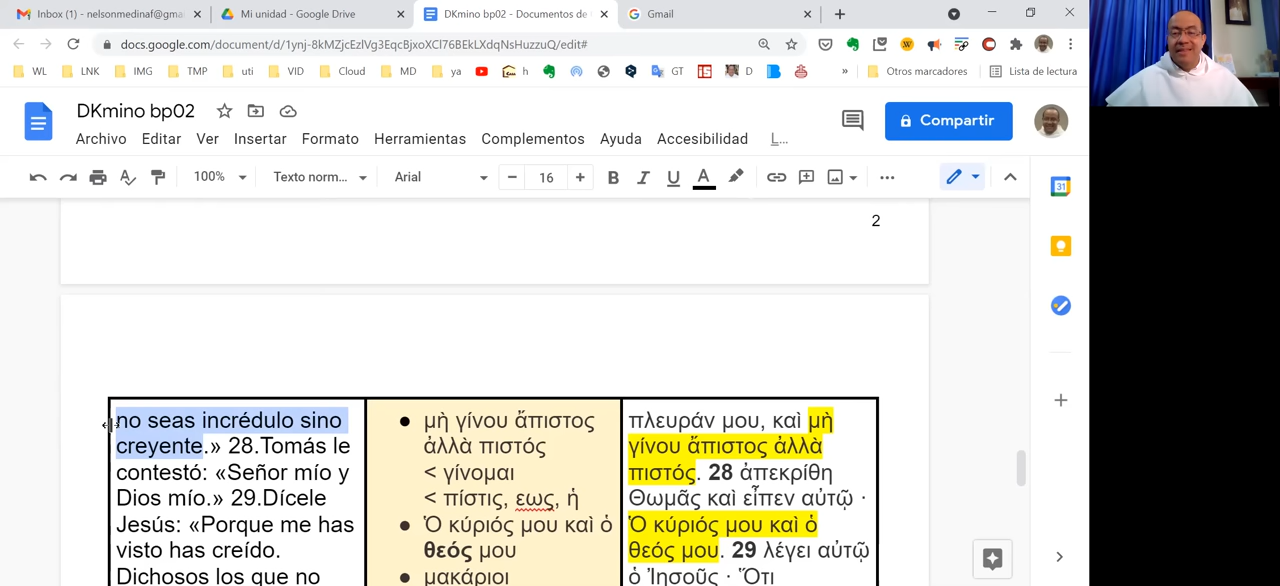 Inbox (1) - nelsonmedinaf@gma
Mi unidad - Google Drive
DKmino bp02 - Documentos de
Gmail
docs.google.com/document/d/1ynj-8kMZjcEzlVg3EqcBjxoXCl76BEkLXdqNsHuzzuQ/edit#
WL
LNK
IMG
TMP
uti
VID
Cloud
MD
ya
h
GT
D
»
Otros marcadores
Lista de lectura
DKmino bp02
Archivo Editar Ver Insertar Formato Herramientas Complementos Ayuda Accesibilidad L...
Compartir
100% Texto norm... Arial 16
B I U A
31
2
no seas incrédulo sino
creyente.» 28.Tomás le
contestó: «Señor mío y
Dios mío.» 29.Dícele
Jesús: «Porque me has
visto has creído.
Dichosos los que no
● μὴ γίνου ἄπιστος
ἀλλὰ πιστός
< γίνομαι
< πίστις, εως, ἡ
● Ὁ κύριός μου καὶ ὁ
θεός μου
● μακάριοι
πλευράν μου, καὶ μὴ
γίνου ἄπιστος ἀλλὰ
πιστός. 28 ἀπεκρίθη
Θωμᾶς καὶ εἶπεν αὐτῷ ·
Ὁ κύριός μου καὶ ὁ
θεός μου. 29 λέγει αὐτῷ
ὁ Ἰησοῦς · Ὅτι